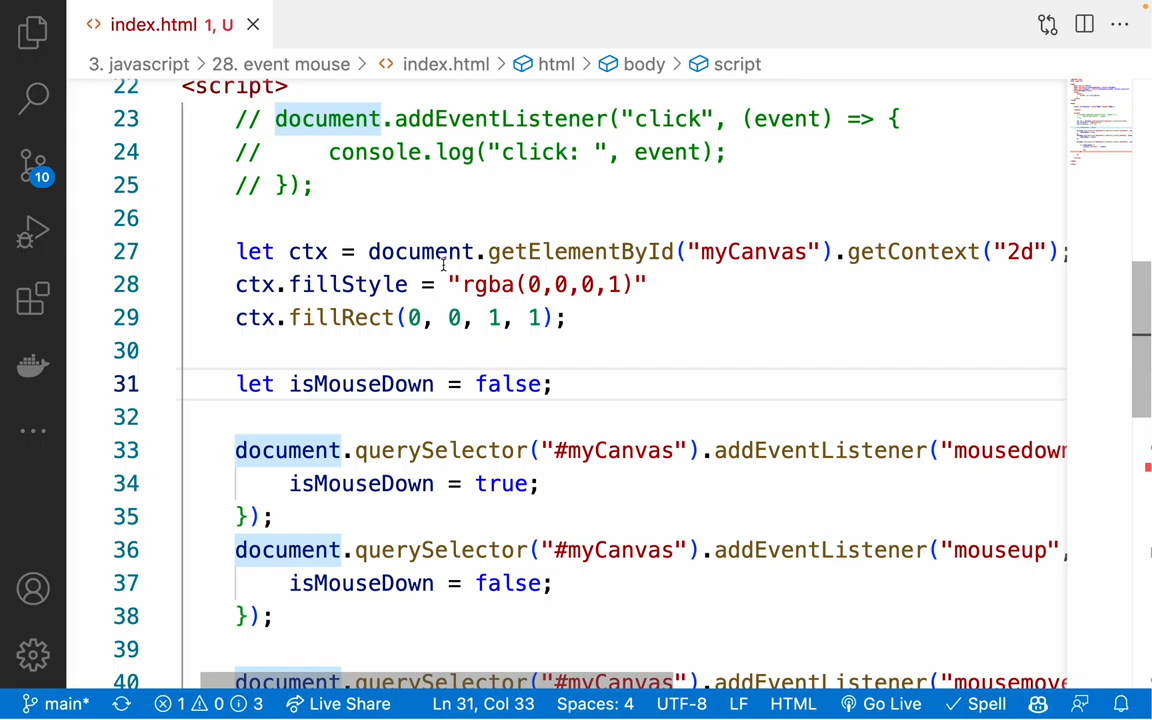 index.html 1, U
3. javascript > 28. event mouse > index.html > html > body > script
22 <script>
23 // document.addEventListener("click", (event) => {
24 //     console.log("click: ", event);
25 // });
26
27 let ctx = document.getElementById("myCanvas").getContext("2d");
28 ctx.fillStyle = "rgba(0,0,0,1)"
29 ctx.fillRect(0, 0, 1, 1);
30
31 let isMouseDown = false;
32
33 document.querySelector("#myCanvas").addEventListener("mousedown
34     isMouseDown = true;
35 });
36 document.querySelector("#myCanvas").addEventListener("mouseup",
37     isMouseDown = false;
38 });
39
40 document.querySelector("#myCanvas").addEventListener("mousemove
10
main* 1 0 3 Live Share Ln 31, Col 33 Spaces: 4 UTF-8 LF HTML Go Live Spell